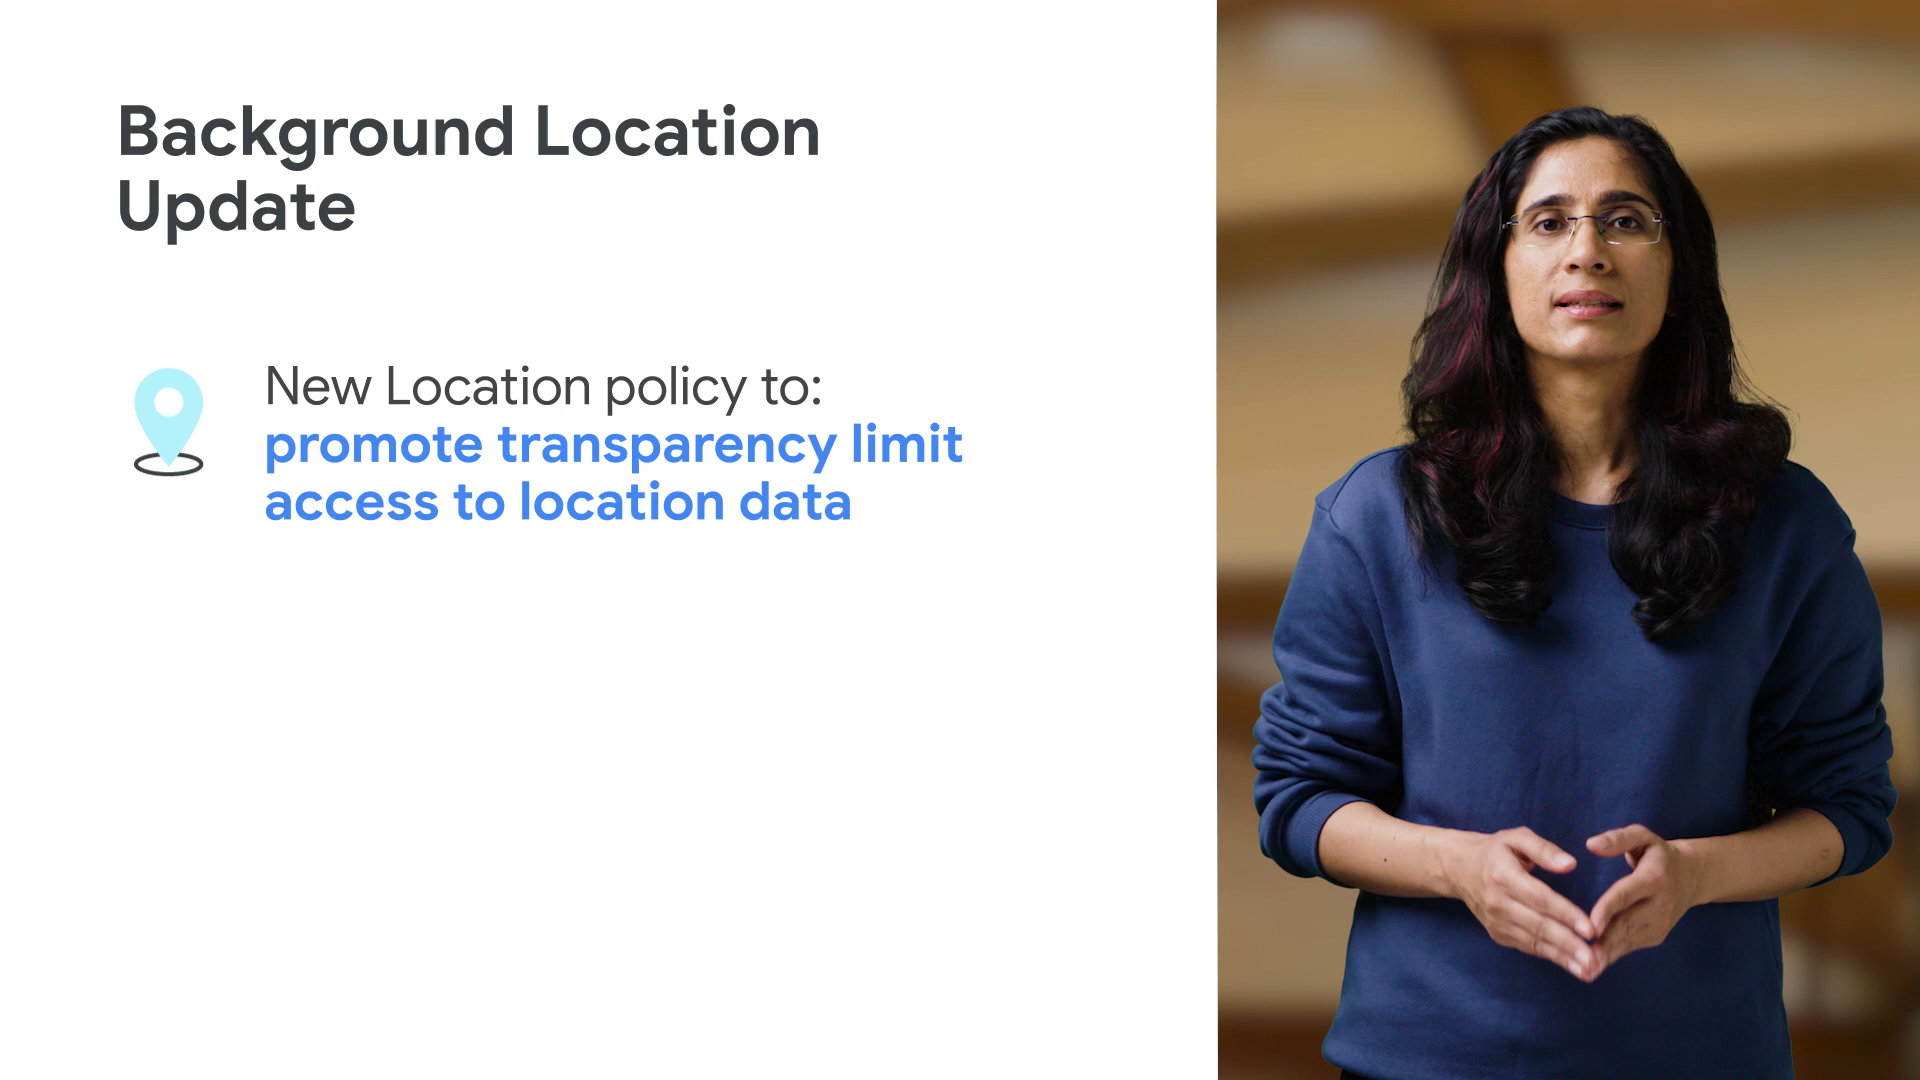 Background Location
Update
New Location policy to:
promote transparency limit
access to location data